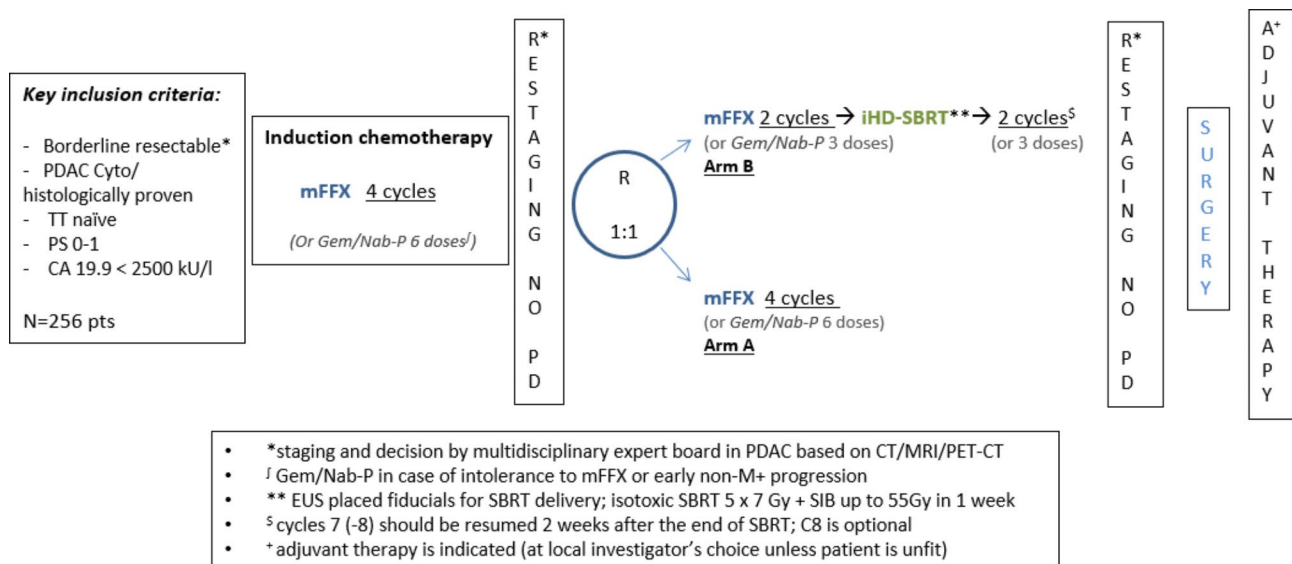 Key inclusion criteria:
- Borderline resectable*
- PDAC Cyto/
histologically proven
- TT naïve
- PS 0-1
- CA 19.9 < 2500 kU/l
N=256 pts
Induction chemotherapy
mFFX 4 cycles
(Or Gem/Nab-P 6 doses⎰)
R*ESTAGING NO PD
R
1:1
mFFX 2 cycles → iHD-SBRT** → 2 cycles$
(or Gem/Nab-P 3 doses) (or 3 doses)
Arm B
mFFX 4 cycles
(or Gem/Nab-P 6 doses)
Arm A
R*ESTAGING NO PD
SURGERY
A+DJUVANT THERAPY
• *staging and decision by multidisciplinary expert board in PDAC based on CT/MRI/PET-CT
• ⎰ Gem/Nab-P in case of intolerance to mFFX or early non-M+ progression
• ** EUS placed fiducials for SBRT delivery; isotoxic SBRT 5 x 7 Gy + SIB up to 55Gy in 1 week
• $ cycles 7 (-8) should be resumed 2 weeks after the end of SBRT; C8 is optional
• + adjuvant therapy is indicated (at local investigator's choice unless patient is unfit)